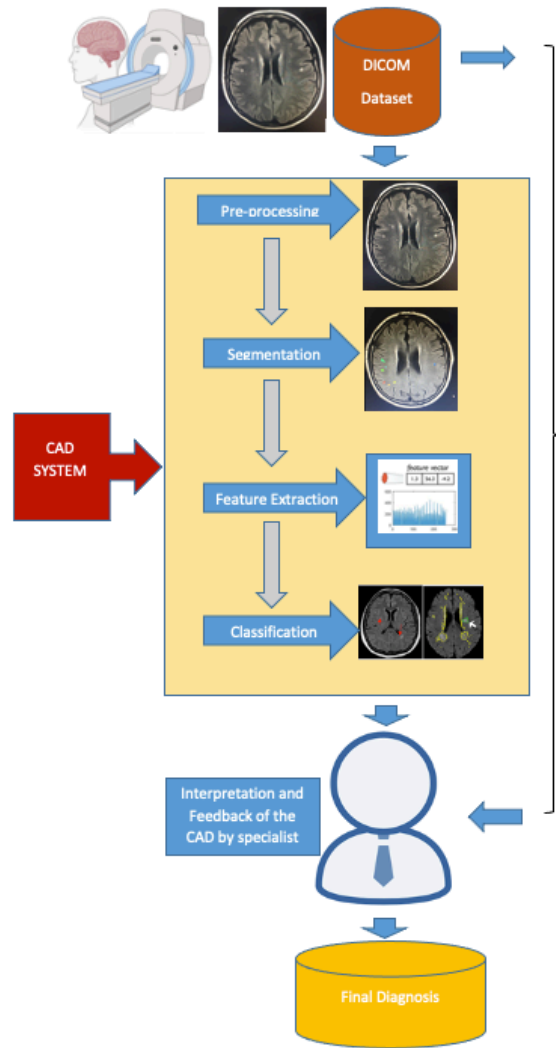 DICOM
Dataset
Pre-processing
Segmentation
CAD
SYSTEM
feature vector
Feature Extraction
Classification
Interpretation and
Feedback of the
CAD by specialist
Final Diagnosis